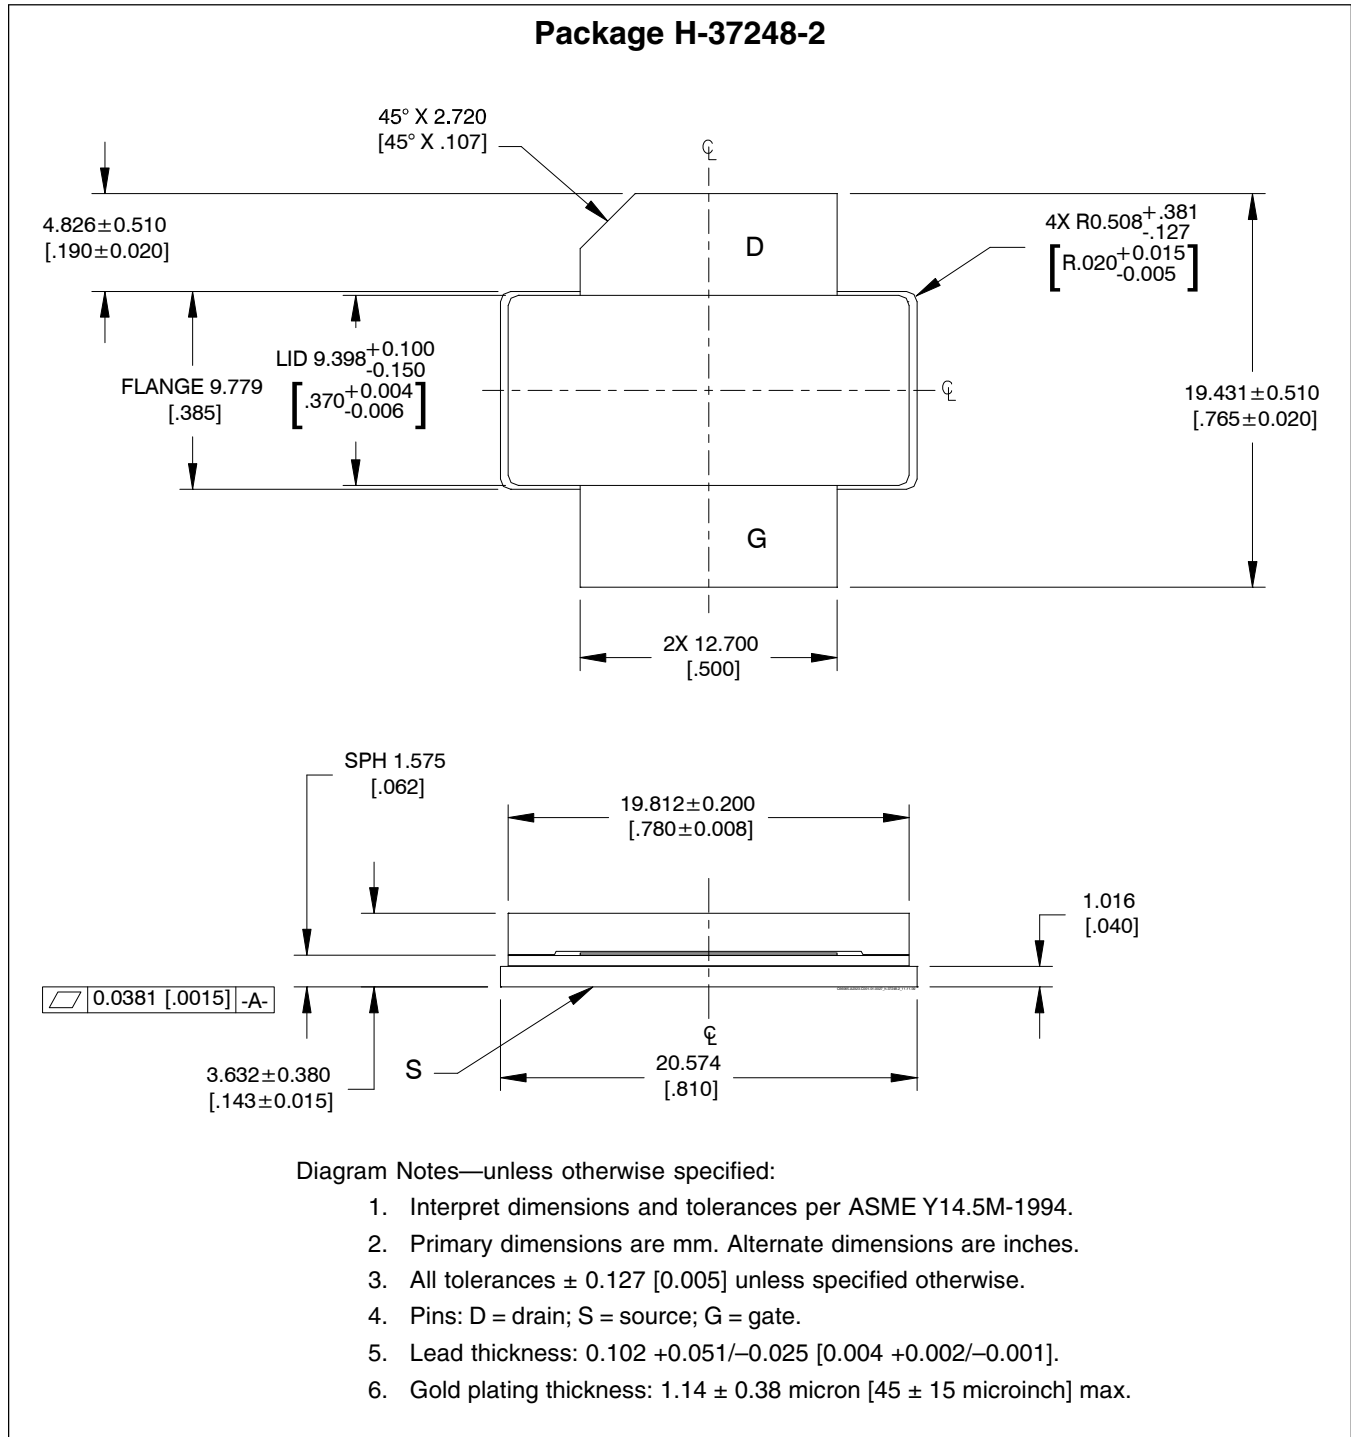 Package H-37248-2
45° X 2.720
[45° X .107]
℄
4.826±0.510
[.190±0.020]
D
4X R0.508+.381
-.127
[R.020+0.015
-0.005]
LID 9.398+0.100
-0.150
[.370+0.004
-0.006]
FLANGE 9.779
[.385]
℄
19.431±0.510
[.765±0.020]
G
2X 12.700
[.500]
SPH 1.575
[.062]
19.812±0.200
[.780±0.008]
1.016
[.040]
⏥ 0.0381 [.0015] -A-
℄
3.632±0.380
[.143±0.015]
S
20.574
[.810]
Diagram Notes—unless otherwise specified:
1. Interpret dimensions and tolerances per ASME Y14.5M-1994.
2. Primary dimensions are mm. Alternate dimensions are inches.
3. All tolerances ± 0.127 [0.005] unless specified otherwise.
4. Pins: D = drain; S = source; G = gate.
5. Lead thickness: 0.102 +0.051/–0.025 [0.004 +0.002/–0.001].
6. Gold plating thickness: 1.14 ± 0.38 micron [45 ± 15 microinch] max.